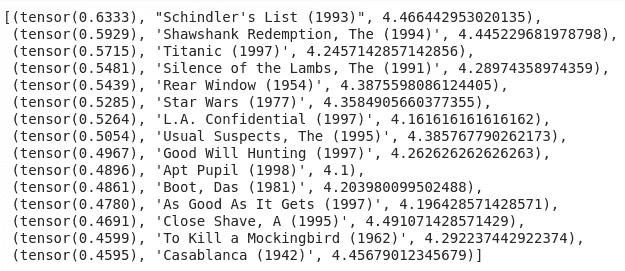 [(tensor(0.6333), "Schindler's List (1993)", 4.466442953020135),
(tensor(0.5929), 'Shawshank Redemption, The (1994)', 4.445229681978798),
(tensor(0.5715), 'Titanic (1997)', 4.2457142857142856),
(tensor(0.5481), 'Silence of the Lambs, The (1991)', 4.28974358974359),
(tensor(0.5439), 'Rear Window (1954)', 4.3875598086124405),
(tensor(0.5285), 'Star Wars (1977)', 4.3584905660377355),
(tensor(0.5264), 'L.A. Confidential (1997)', 4.161616161616162),
(tensor(0.5054), 'Usual Suspects, The (1995)', 4.385767790262173),
(tensor(0.4967), 'Good Will Hunting (1997)', 4.262626262626263),
(tensor(0.4896), 'Apt Pupil (1998)', 4.1),
(tensor(0.4861), 'Boot, Das (1981)', 4.203980099502488),
(tensor(0.4780), 'As Good As It Gets (1997)', 4.196428571428571),
(tensor(0.4691), 'Close Shave, A (1995)', 4.491071428571429),
(tensor(0.4599), 'To Kill a Mockingbird (1962)', 4.292237442922374),
(tensor(0.4595), 'Casablanca (1942)', 4.45679012345679)]